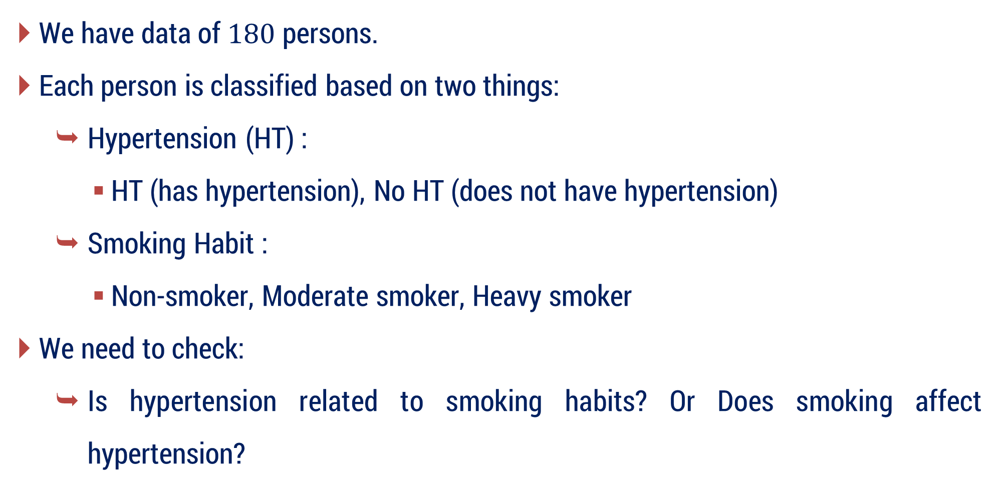 We have data of 180 persons.
Each person is classified based on two things:
Hypertension (HT) :
HT (has hypertension), No HT (does not have hypertension)
Smoking Habit :
Non-smoker, Moderate smoker, Heavy smoker
We need to check:
Is hypertension related to smoking habits? Or Does smoking affect
hypertension?